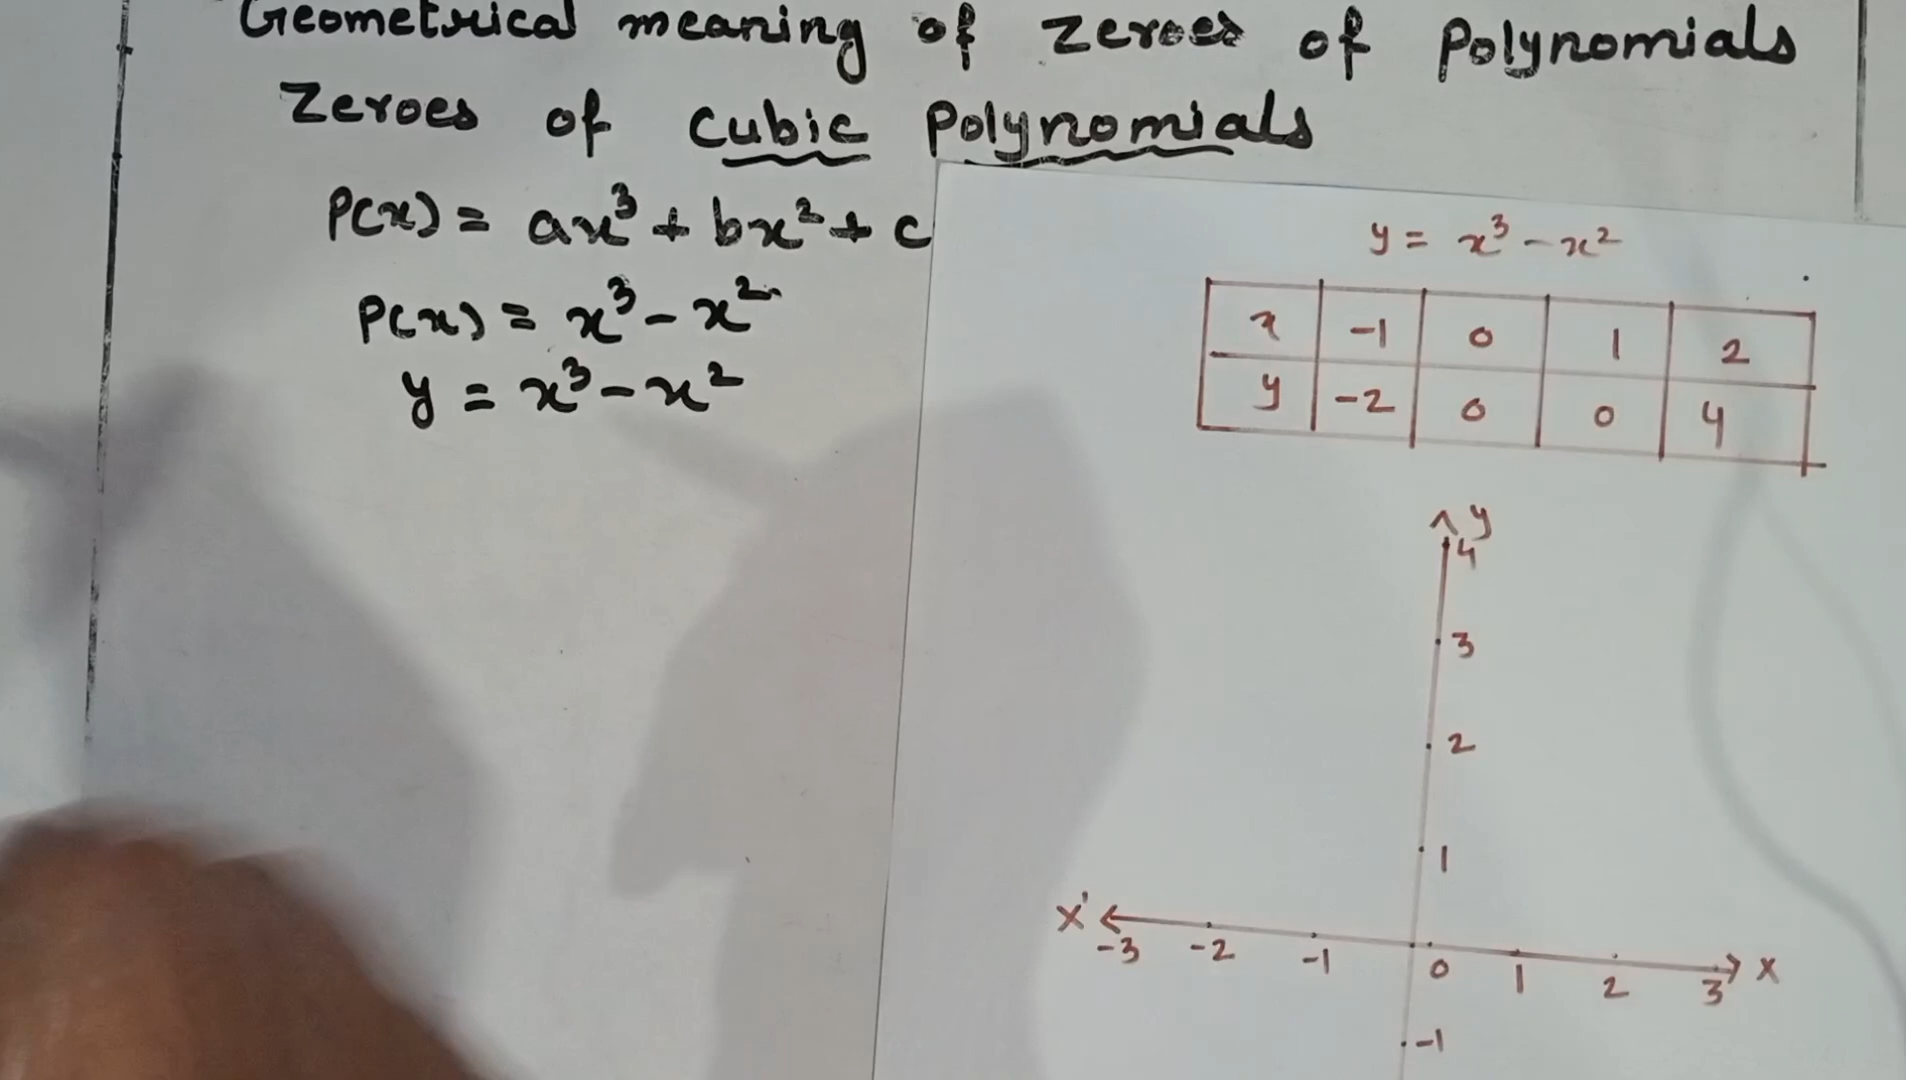 Geometrical meaning of zeroes of Polynomials
Zeroes of Cubic Polynomials
P(x) = ax³ + bx² + c
P(x) = x³ - x²
y = x³ - x²
y = x³ - x²
x -1 0 1 2
y -2 0 0 4
y
4
3
2
1
X' X
-3 -2 -1 0 1 2 3
-1